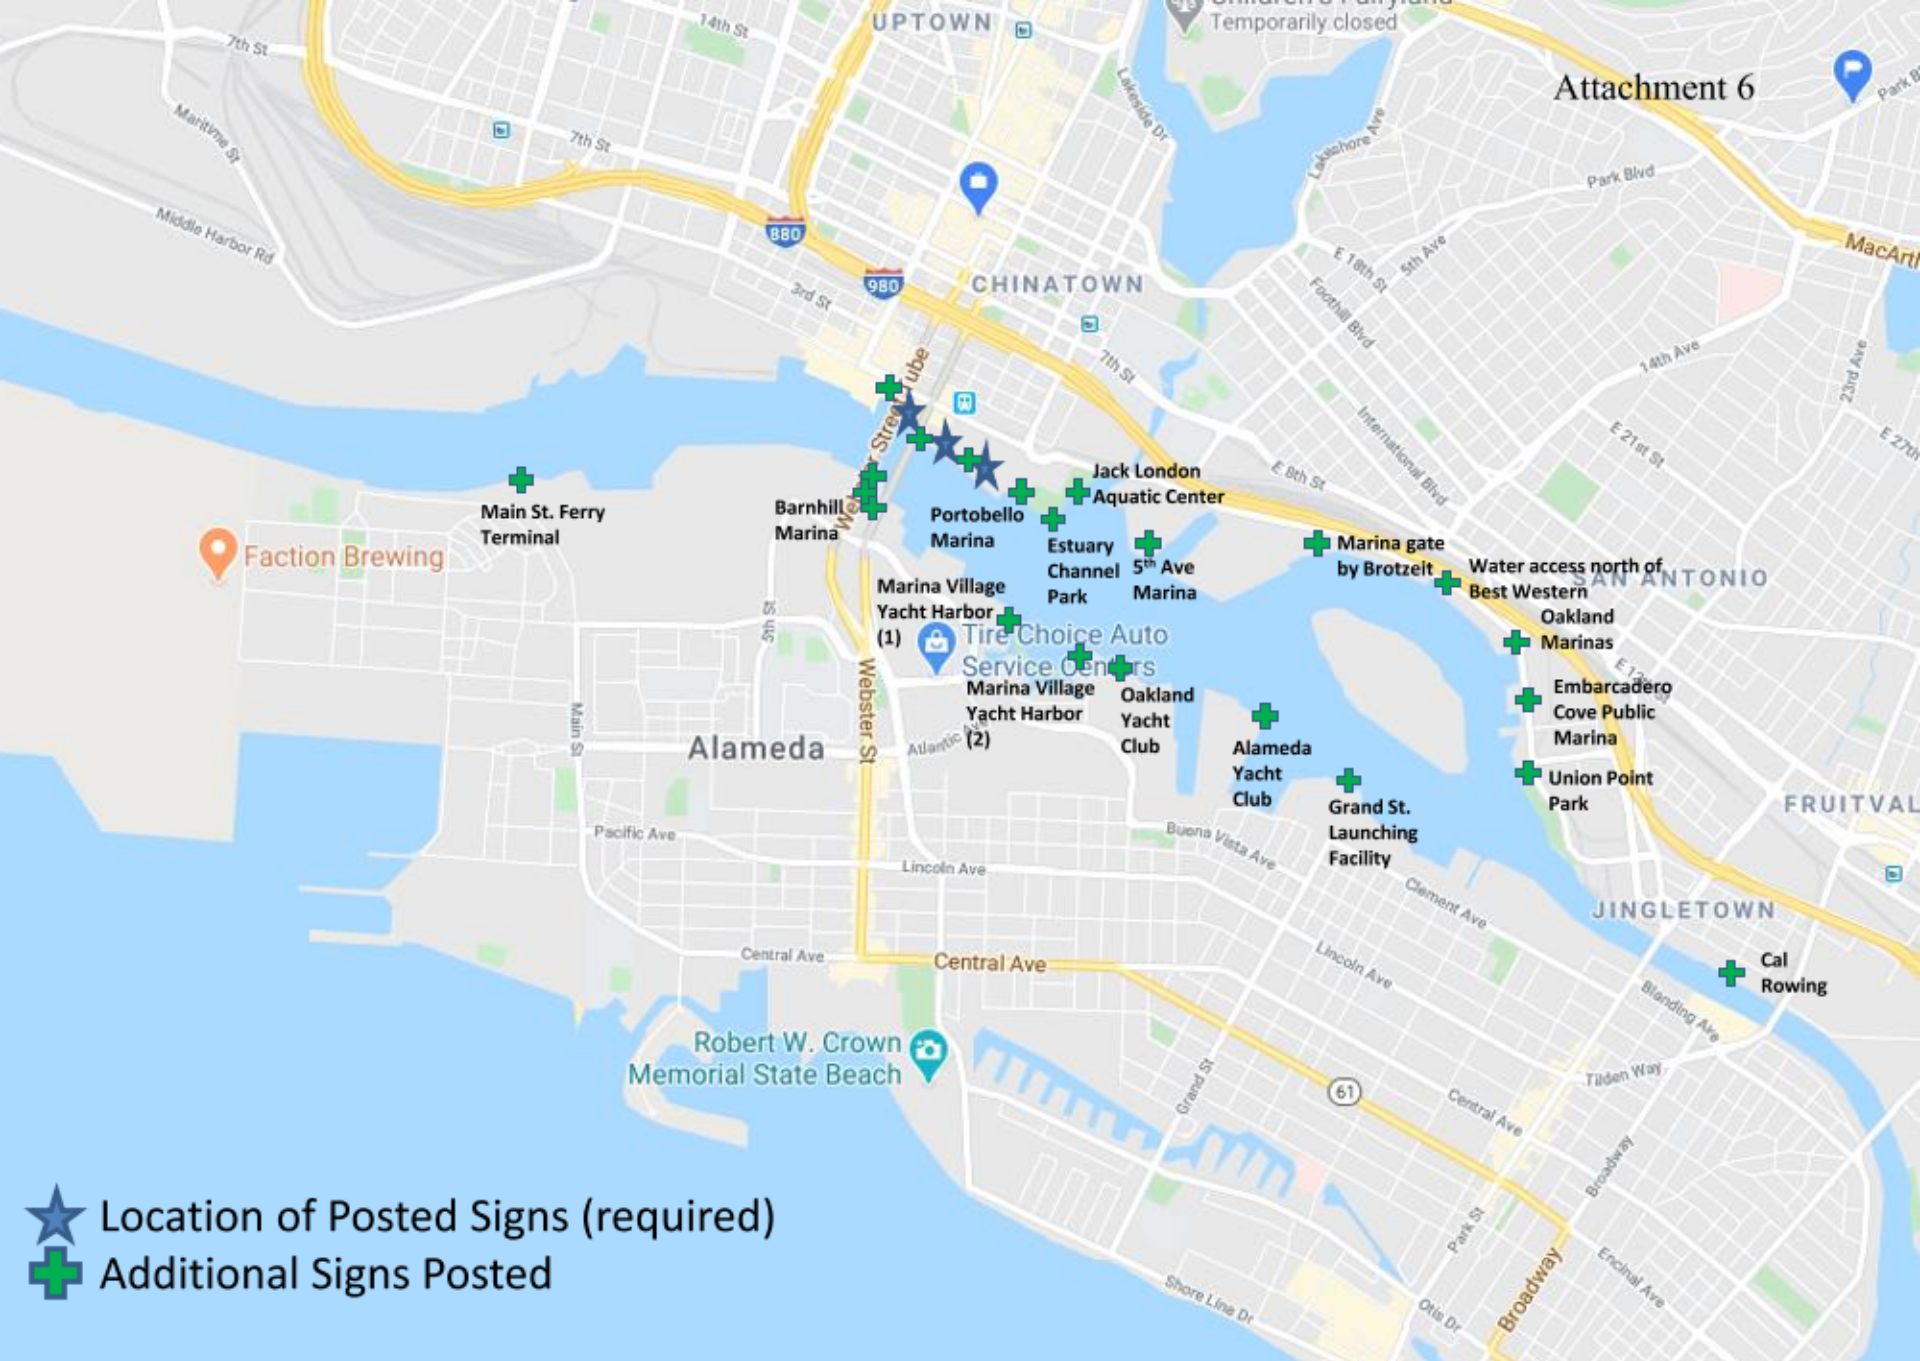 UPTOWN
14th St
Temporarily closed
7th St
Attachment 6
Park B
Lakeside Dr
Maritime St
7th St
Lakeshore Ave
Park Blvd
Middle Harbor Rd
880
MacArth
5th Ave
E 18th St
980
CHINATOWN
3rd St
Foothill Blvd
14th Ave
23rd Ave
7th St
Tube
International Blvd
E 21st St
E 27th
E 8th St
Jack London
Aquatic Center
Main St. Ferry
Terminal
Barnhill
Marina
Portobello
Marina
Estuary
Channel
Park
5th Ave
Marina
Marina gate
by Brotzeit
Water access north of
Best Western
SAN ANTONIO
Faction Brewing
Marina Village
Yacht Harbor
(1)
Tire Choice Auto
Service Centers
5th St
Oakland
Marinas
Embarcadero
Cove Public
Marina
Marina Village
Yacht Harbor
(2)
Oakland
Yacht
Club
Webster St
Main St
Alameda
Atlantic Ave
Alameda
Yacht
Club
Union Point
Park
Grand St.
Launching
Facility
FRUITVAL
Pacific Ave
Buena Vista Ave
Lincoln Ave
Clement Ave
JINGLETOWN
Central Ave
Central Ave
Lincoln Ave
Cal
Rowing
Blanding Ave
Robert W. Crown
Memorial State Beach
Grand St
61
Tilden Way
Central Ave
Broadway
Park St
Location of Posted Signs (required)
Additional Signs Posted
Broadway
Encinal Ave
Shore Line Dr
Otis Dr